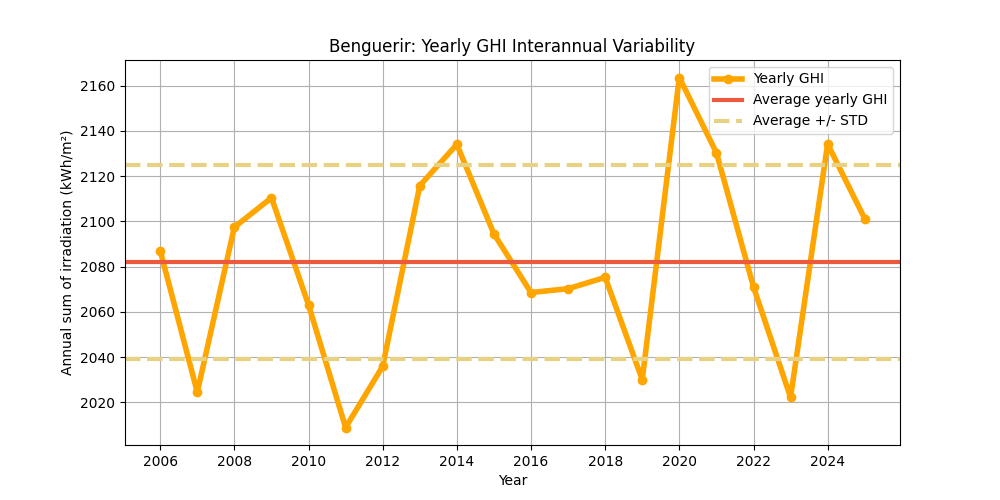 Benguerir: Yearly GHI Interannual Variability
Yearly GHI
Average yearly GHI
Average +/- STD
Annual sum of irradiation (kWh/m²)
2160
2140
2120
2100
2080
2060
2040
2020
2006 2008 2010 2012 2014 2016 2018 2020 2022 2024
Year